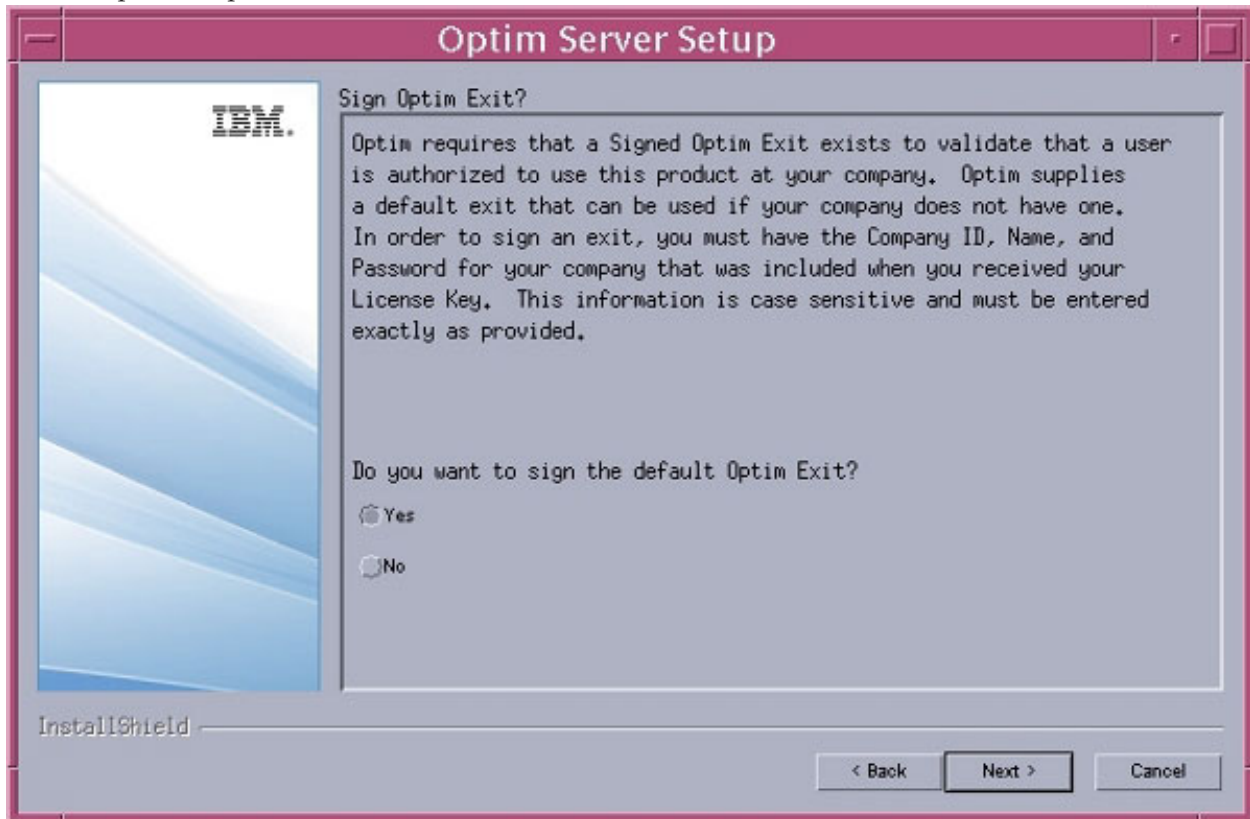 Optim Server Setup
IBM.
Sign Optim Exit?
Optim requires that a Signed Optim Exit exists to validate that a user
is authorized to use this product at your company.  Optim supplies
a default exit that can be used if your company does not have one.
In order to sign an exit, you must have the Company ID, Name, and
Password for your company that was included when you received your
License Key.  This information is case sensitive and must be entered
exactly as provided.
Do you want to sign the default Optim Exit?
Yes
No
InstallShield
< Back
Next >
Cancel